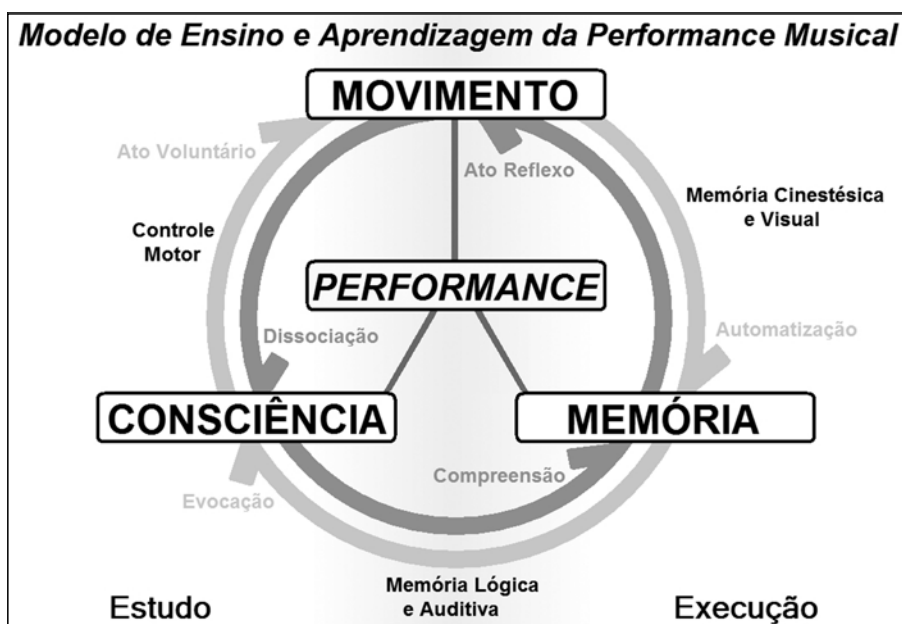 Modelo de Ensino e Aprendizagem da Performance Musical
MOVIMENTO
Ato Voluntário
Ato Reflexo
Memória Cinestésica
e Visual
Controle
Motor
PERFORMANCE
Dissociação
Automatização
CONSCIÊNCIA
MEMÓRIA
Compreensão
Evocação
Memória Lógica
e Auditiva
Estudo
Execução